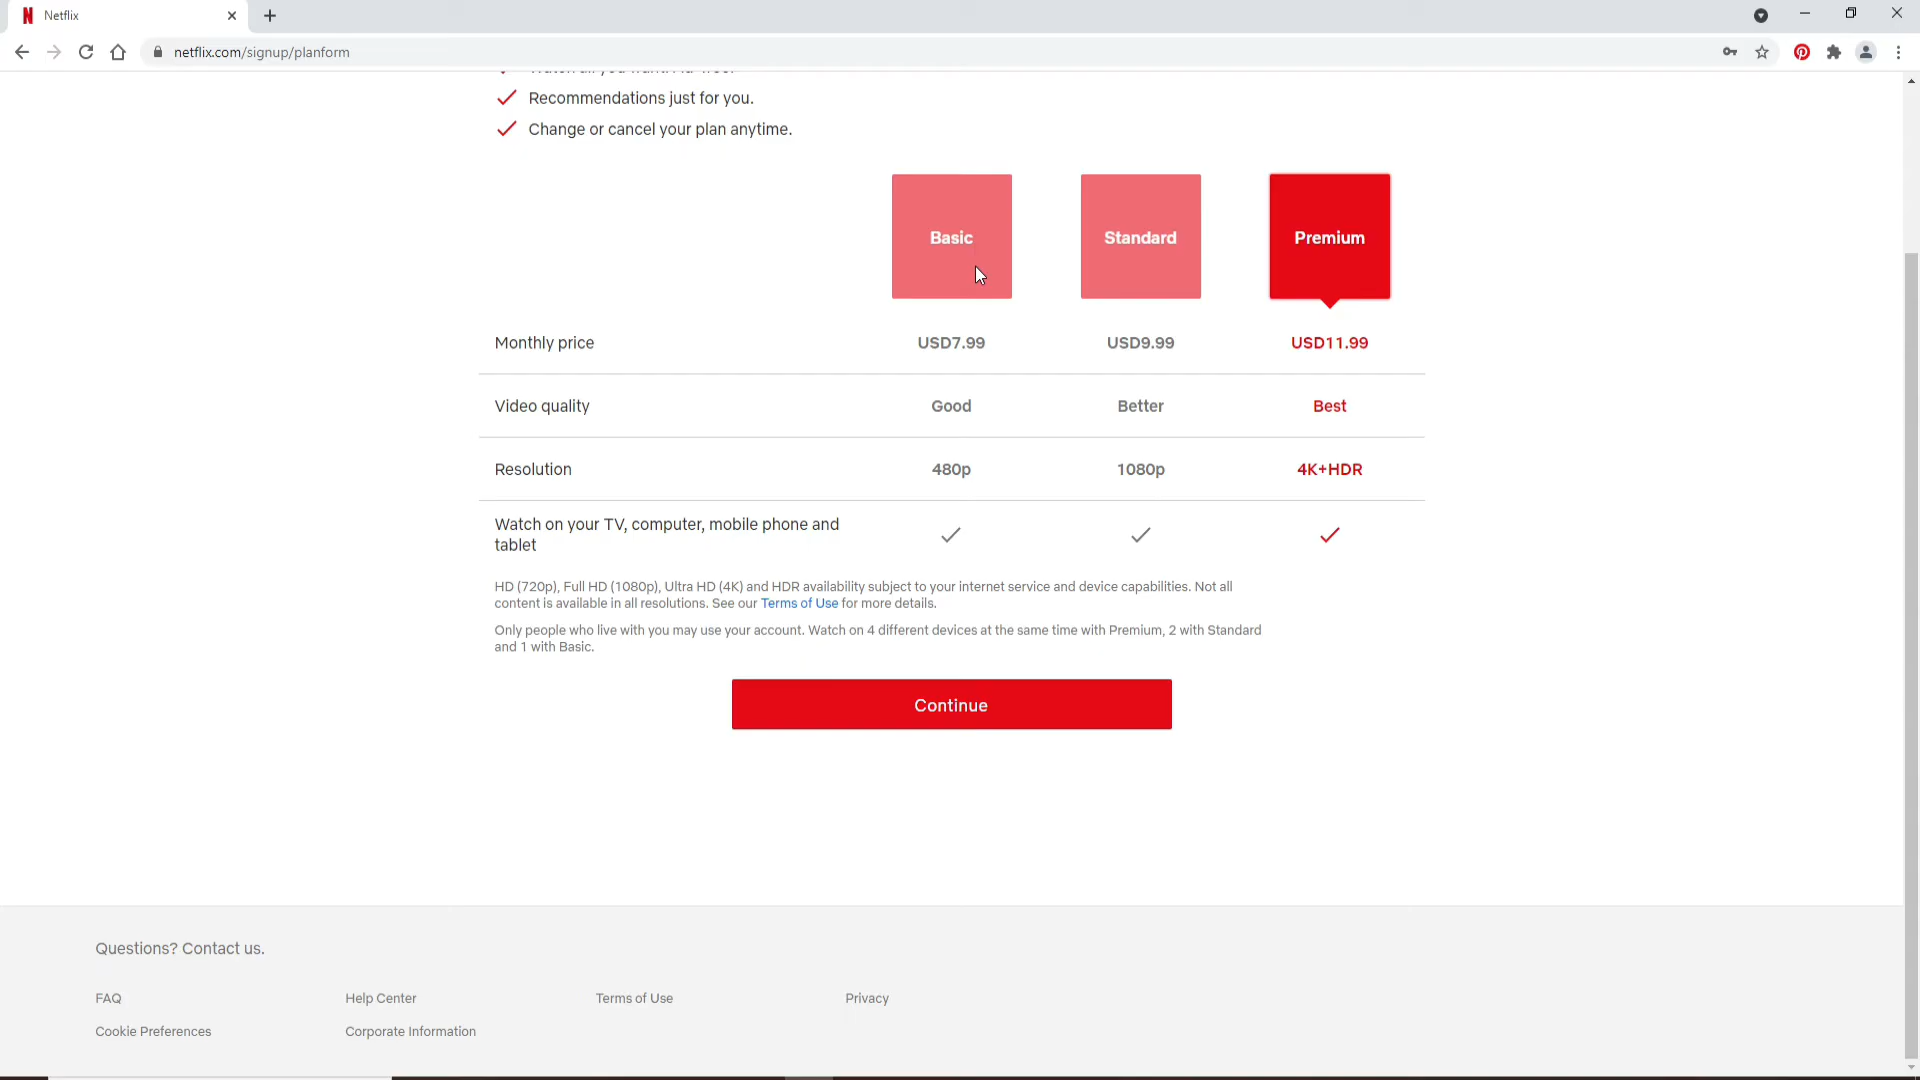 Netflix
netflix.com/signup/planform
Recommendations just for you.
Change or cancel your plan anytime.
Basic Standard Premium
Monthly price USD7.99 USD9.99 USD11.99
Video quality Good Better Best
Resolution 480p 1080p 4K+HDR
Watch on your TV, computer, mobile phone and
tablet
HD (720p), Full HD (1080p), Ultra HD (4K) and HDR availability subject to your internet service and device capabilities. Not all
content is available in all resolutions. See our Terms of Use for more details.
Only people who live with you may use your account. Watch on 4 different devices at the same time with Premium, 2 with Standard
and 1 with Basic.
Continue
Questions? Contact us.
FAQ Help Center Terms of Use Privacy
Cookie Preferences Corporate Information